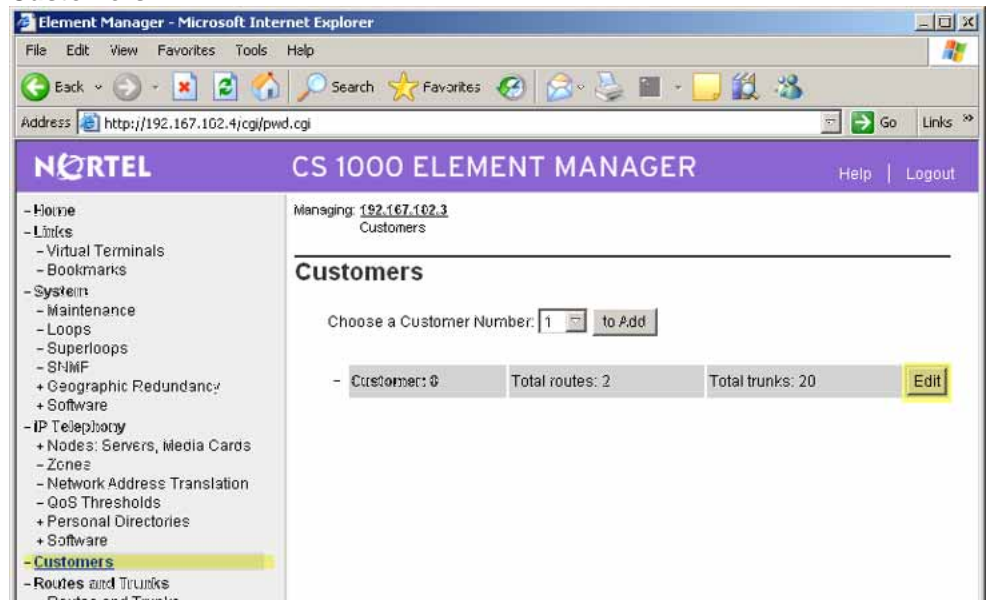 Element Manager - Microsoft Internet Explorer
File Edit View Favorites Tools Help
Back Search Favorites
Address http://192.167.102.4/cgi/pwd.cgi Go Links »
NORTEL CS 1000 ELEMENT MANAGER Help | Logout
Managing: 192.167.102.3
Customers
Customers
Choose a Customer Number: 1 to Add
- Customer: 0 Total routes: 2 Total trunks: 20 Edit
- Home
- Links
- Virtual Terminals
- Bookmarks
- System
- Maintenance
- Loops
- Superloops
- SNMP
+ Geographic Redundancy
+ Software
- IP Telephony
+ Nodes: Servers, Media Cards
- Zones
- Network Address Translation
- QoS Thresholds
+ Personal Directories
+ Software
- Customers
- Routes and Trunks
- Routes and Trunks